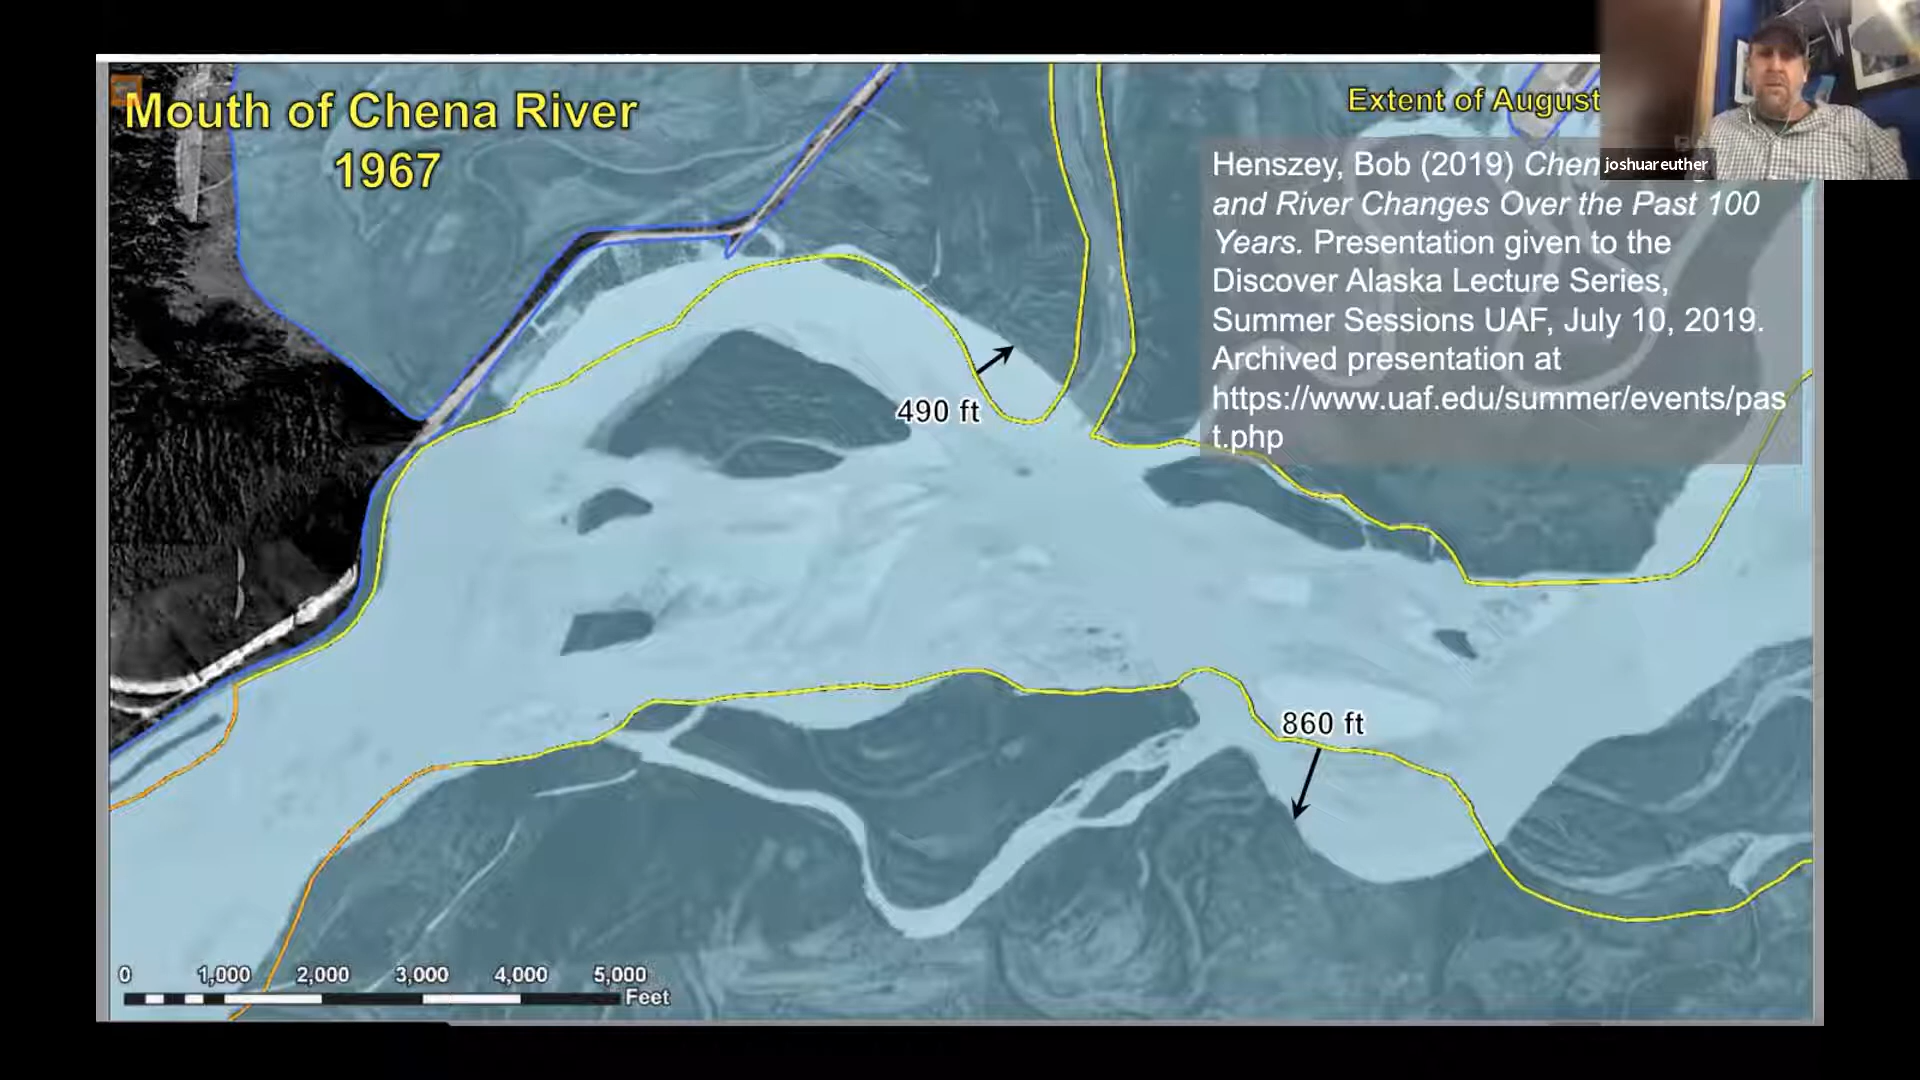 Mouth of Chena River
1967
Extent of August
joshuareuther
Henszey, Bob (2019)
and River Changes Over the Past 100
Years. Presentation given to the
Discover Alaska Lecture Series,
Summer Sessions UAF, July 10, 2019.
Archived presentation at
https://www.uaf.edu/summer/events/pas
t.php
490 ft
860 ft
0 1,000 2,000 3,000 4,000 5,000
Feet